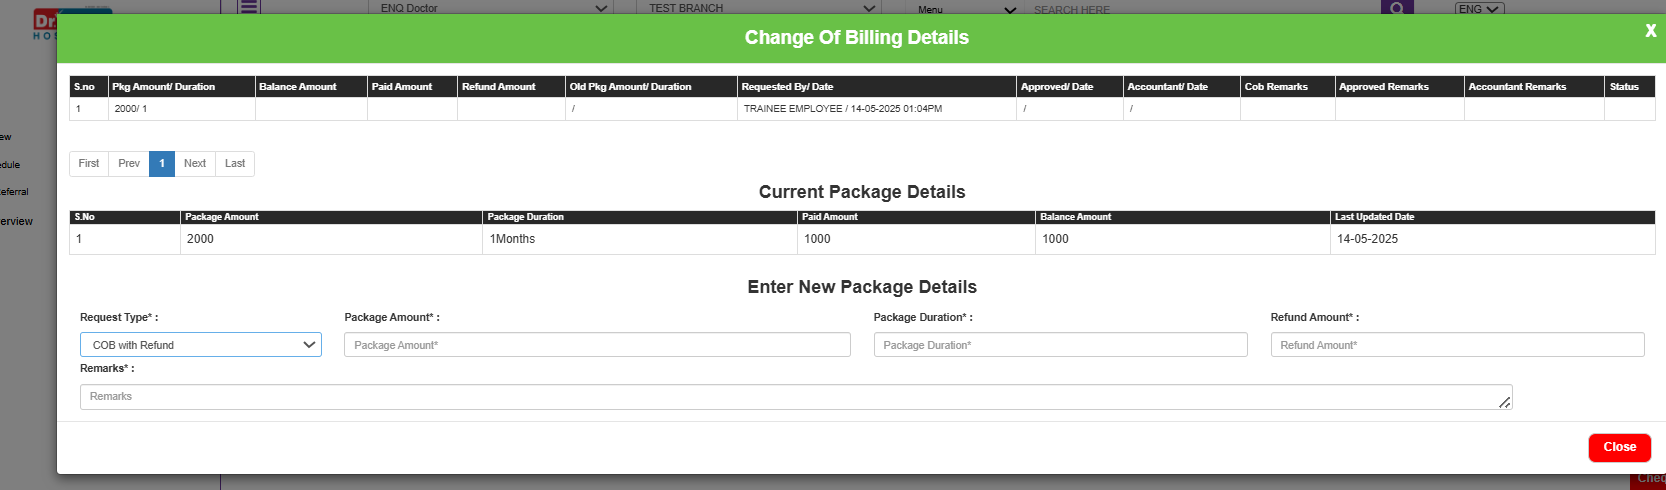 ENQ Doctor TEST BRANCH Menu SEARCH HERE ENG
Dr.
HOS
Change Of Billing Details X
S.no Pkg Amount/ Duration Balance Amount Paid Amount Refund Amount Old Pkg Amount/ Duration Requested By/ Date Approved/ Date Accountant/ Date Cob Remarks Approved Remarks Accountant Remarks Status
1 2000/ 1 / TRAINEE EMPLOYEE / 14-05-2025 01:04PM / /
ew
First Prev 1 Next Last
edule
Current Package Details
eferral
S.No Package Amount Package Duration Paid Amount Balance Amount Last Updated Date
erview
1 2000 1Months 1000 1000 14-05-2025
Enter New Package Details
Request Type* : Package Amount* : Package Duration* : Refund Amount* :
COB with Refund Package Amount* Package Duration* Refund Amount*
Remarks* :
Remarks
Close
Chec